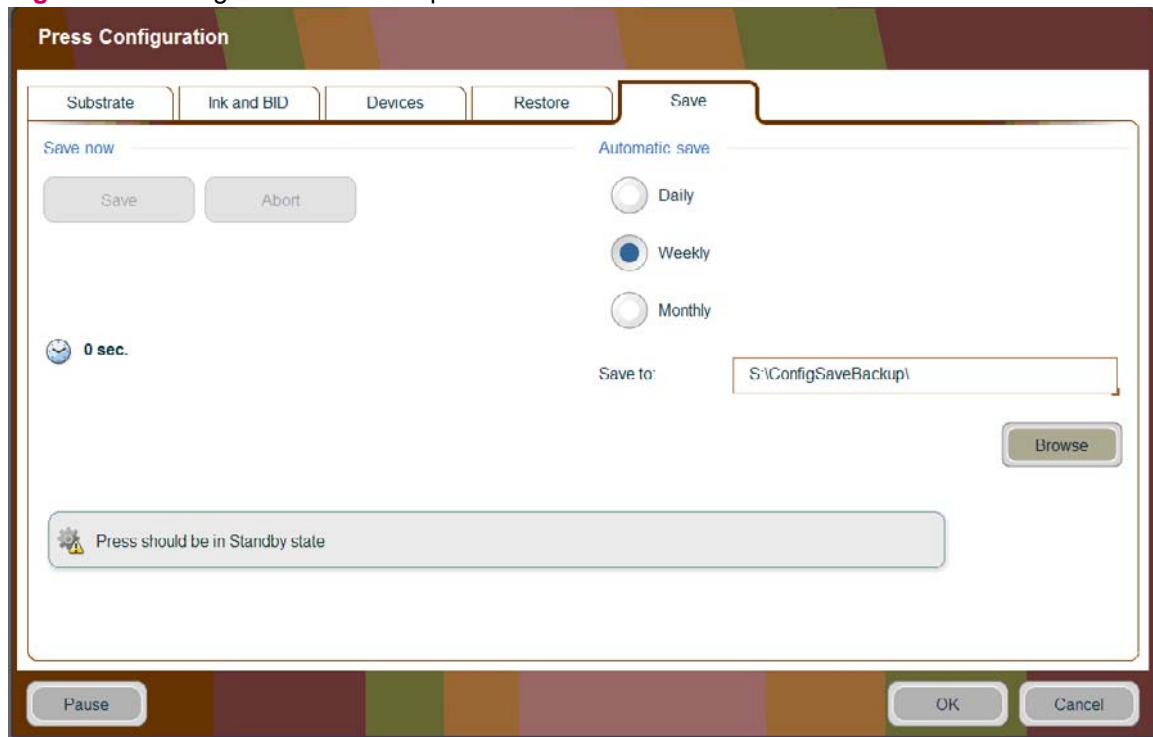 Press Configuration
Substrate Ink and BID Devices Restore Save
Save now
Automatic save
Save Abort
Daily
Weekly
Monthly
0 sec.
Save to: S:\ConfigSaveBackup\
Browse
Press should be in Standby state
Pause OK Cancel